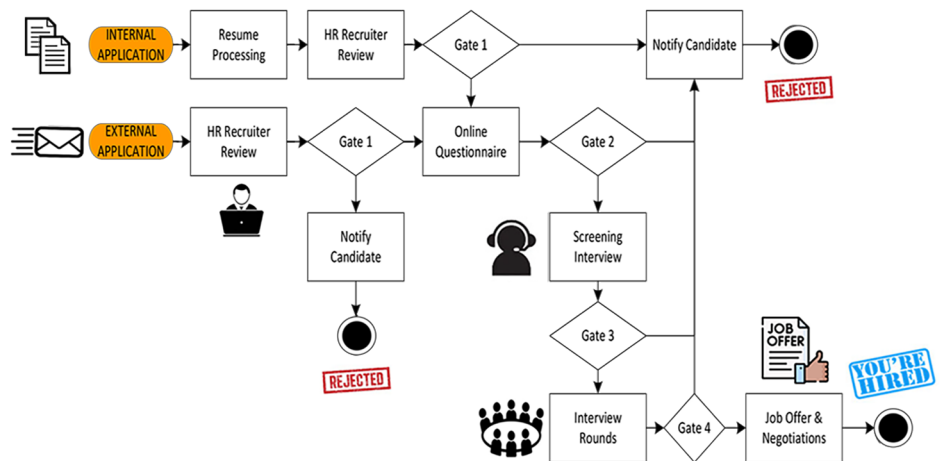 INTERNAL
APPLICATION
Resume
Processing
HR Recruiter
Review
Gate 1
Notify Candidate
REJECTED
EXTERNAL
APPLICATION
HR Recruiter
Review
Gate 1
Online
Questionnaire
Gate 2
Notify
Candidate
REJECTED
Screening
Interview
Gate 3
JOB
OFFER
YOU'RE
HIRED
Interview
Rounds
Gate 4
Job Offer &
Negotiations